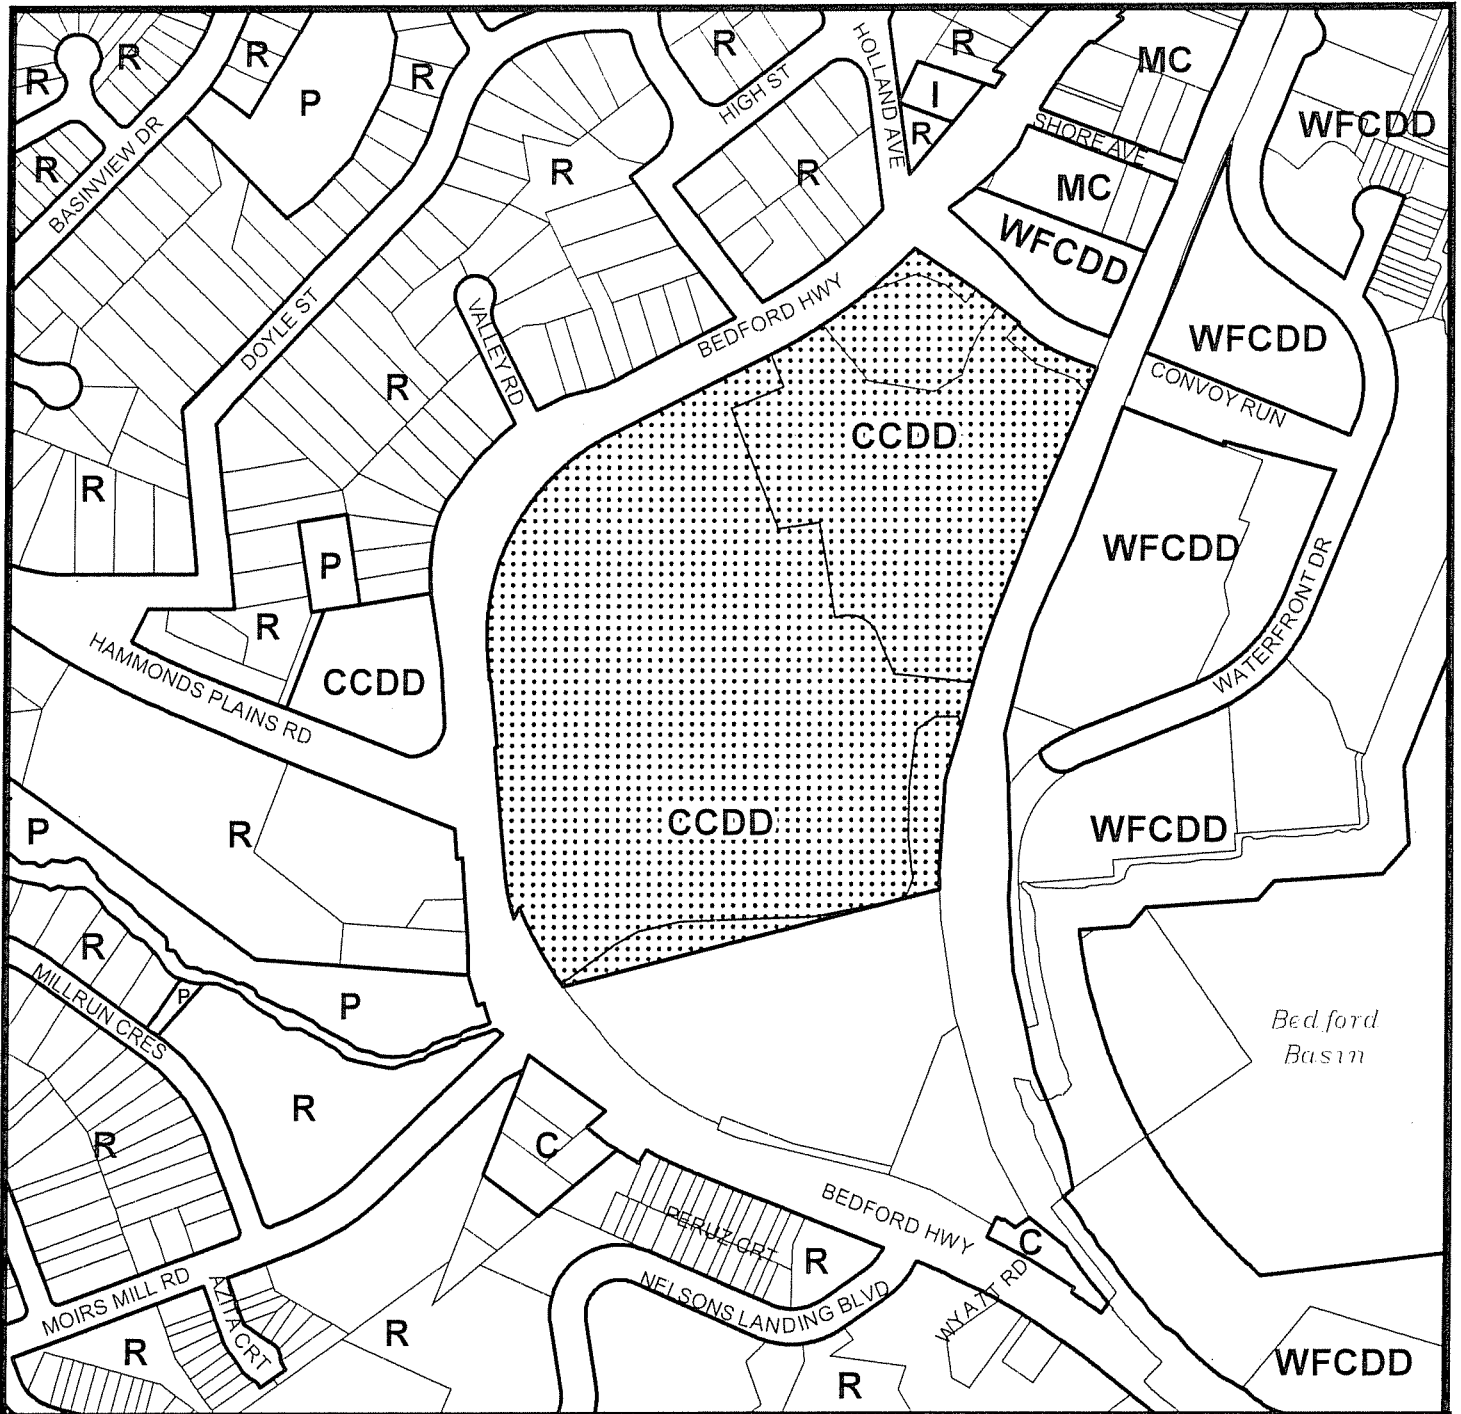 R
R
R
P
R
R
R
I
R
MC
HOLLAND AVE
HIGH ST
SHORE AVE
WFCDD
BASINVIEW DR
R
R
R
MC
WFCDD
DOYLE ST
VALLEY RD
BEDFORD HWY
WFCDD
CONVOY RUN
R
CCDD
R
WFCDD
P
WATERFRONT DR
R
HAMMONDS PLAINS RD
CCDD
P
R
CCDD
WFCDD
R
MILLRUN CRES
P
P
Bedford
Basin
R
R
C
PERUZ CRT
BEDFORD HWY
R
C
NELSONS LANDING BLVD
WYATT RD
MOIRS MILL RD
AZITA CRT
R
R
R
WFCDD